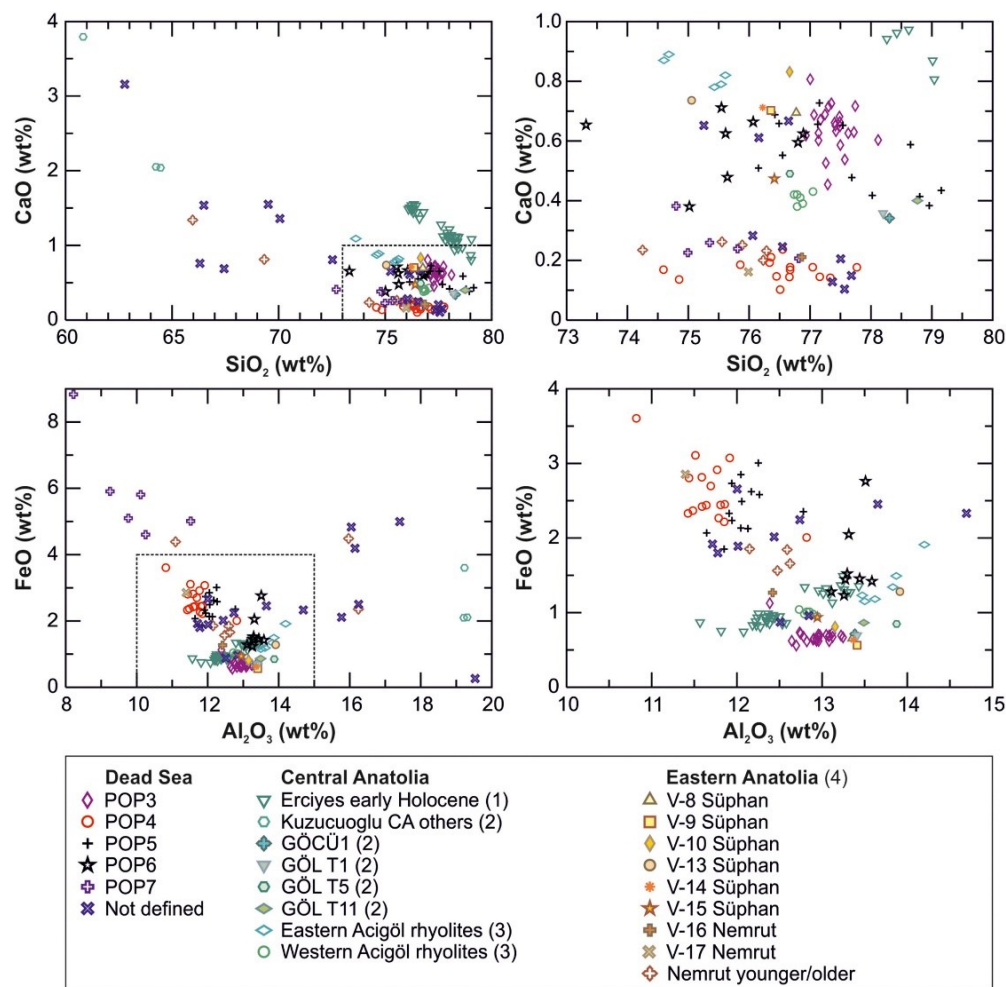 4
3
2
1
0
CaO (wt%)
60
65
70
75
80
SiO₂ (wt%)
1.0
0.8
0.6
0.4
0.2
0.0
CaO (wt%)
73
74
75
76
77
78
79
80
SiO₂ (wt%)
8
6
4
2
0
FeO (wt%)
8
10
12
14
16
18
20
Al₂O₃ (wt%)
4
3
2
1
0
FeO (wt%)
10
11
12
13
14
15
Al₂O₃ (wt%)
Dead Sea
POP3
POP4
POP5
POP6
POP7
Not defined
Central Anatolia
Erciyes early Holocene (1)
Kuzucuoglu CA others (2)
GÖCÜ1 (2)
GÖL T1 (2)
GÖL T5 (2)
GÖL T11 (2)
Eastern Acigöl rhyolites (3)
Western Acigöl rhyolites (3)
Eastern Anatolia (4)
V-8 Süphan
V-9 Süphan
V-10 Süphan
V-13 Süphan
V-14 Süphan
V-15 Süphan
V-16 Nemrut
V-17 Nemrut
Nemrut younger/older